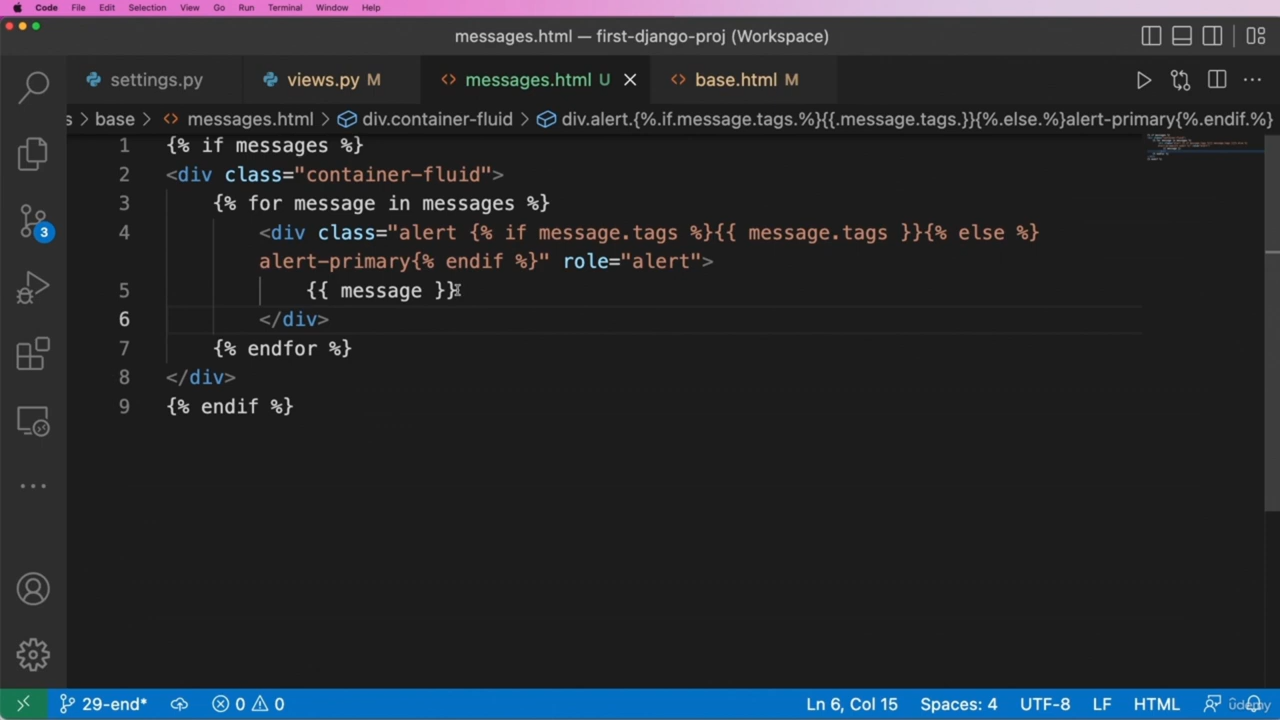 Code File Edit Selection View Go Run Terminal Window Help
messages.html — first-django-proj (Workspace)
settings.py views.py M messages.html U base.html M
s > base > messages.html > div.container-fluid > div.alert.{%.if.message.tags.%}{{.message.tags.}}{%.else.%}alert-primary{%.endif.%}
1 {% if messages %}
2 <div class="container-fluid">
3 {% for message in messages %}
4 <div class="alert {% if message.tags %}{{ message.tags }}{% else %}
alert-primary{% endif %}" role="alert">
5 {{ message }}
6 </div>
7 {% endfor %}
8 </div>
9 {% endif %}
3
29-end* 0 0 Ln 6, Col 15 Spaces: 4 UTF-8 LF HTML
udemy